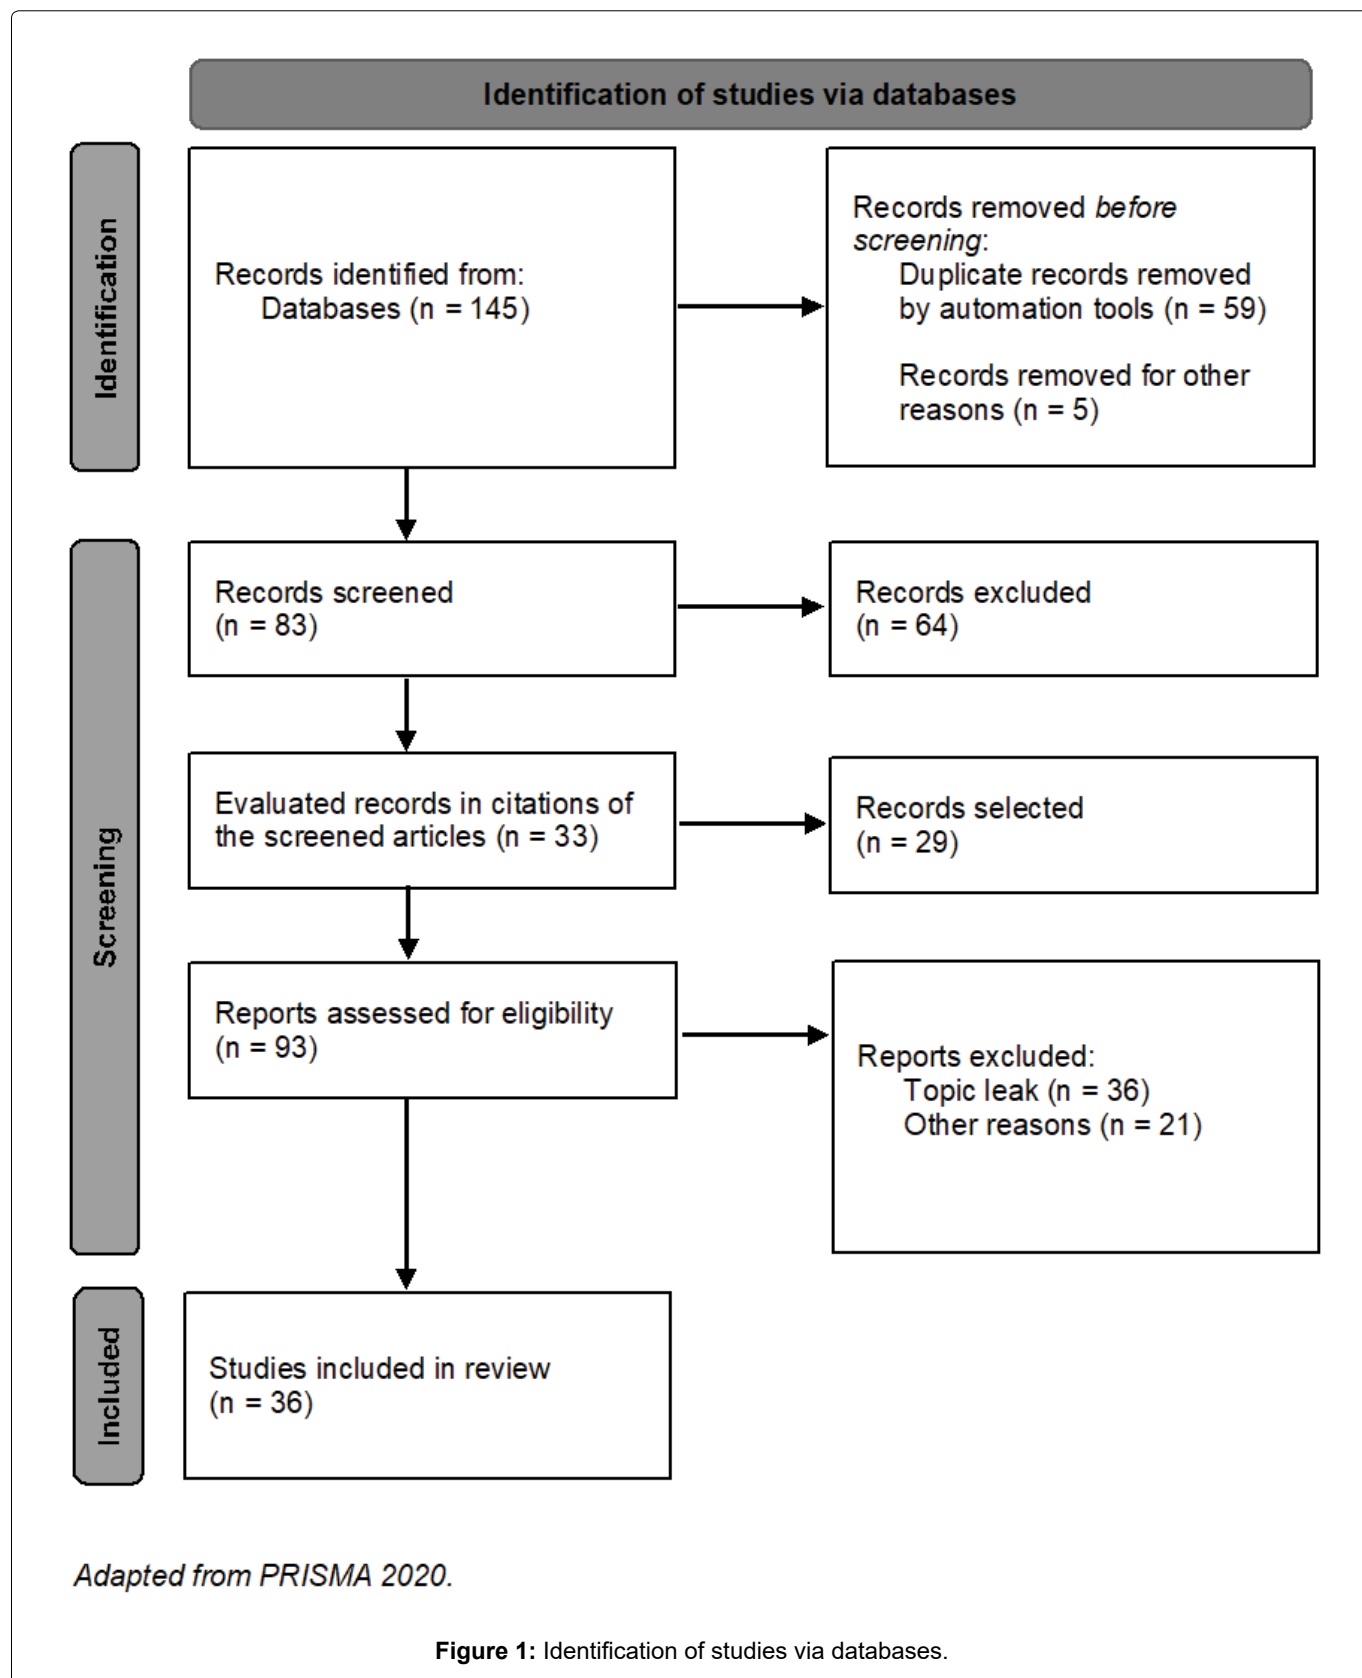 Identification of studies via databases
Identification
Records identified from:
Databases (n = 145)
Records removed before
screening:
Duplicate records removed
by automation tools (n = 59)
Records removed for other
reasons (n = 5)
Screening
Records screened
(n = 83)
Records excluded
(n = 64)
Evaluated records in citations of
the screened articles (n = 33)
Records selected
(n = 29)
Reports assessed for eligibility
(n = 93)
Reports excluded:
Topic leak (n = 36)
Other reasons (n = 21)
Included
Studies included in review
(n = 36)
Adapted from PRISMA 2020.
Figure 1: Identification of studies via databases.